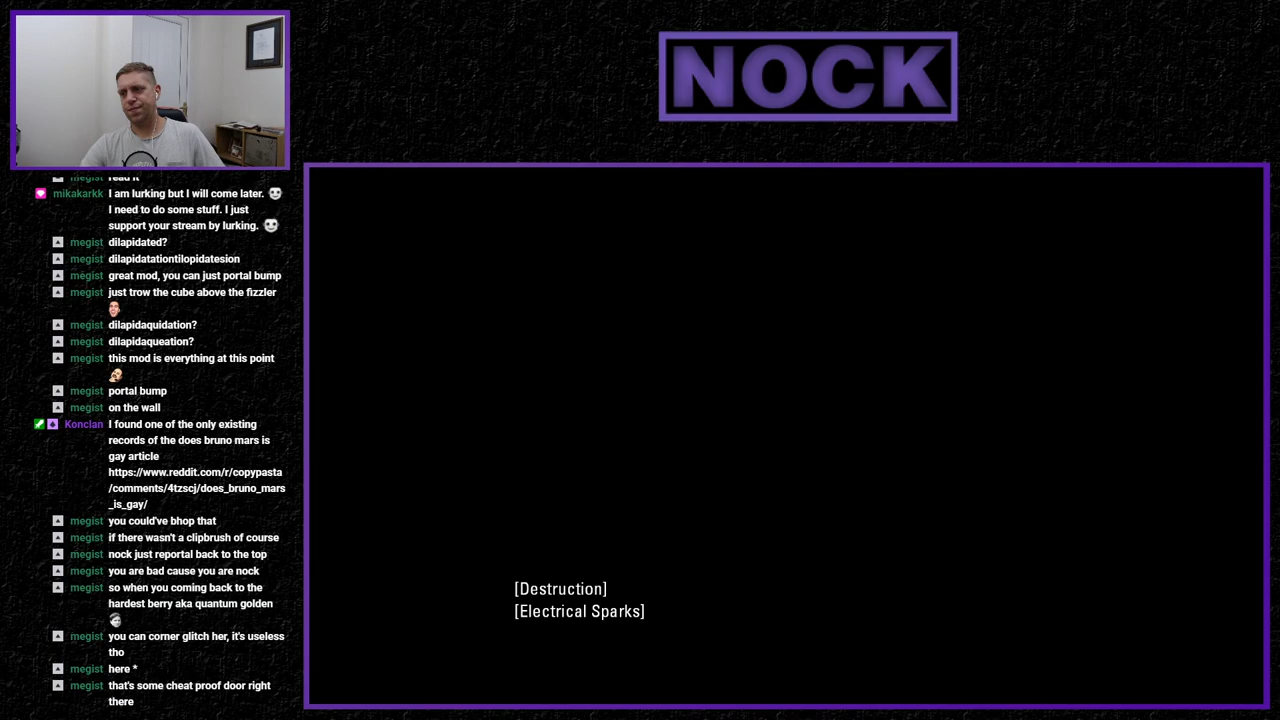 NOCK
megist read it
mikakarkk I am lurking but I will come later.
I need to do some stuff. I just
support your stream by lurking.
megist dilapidated?
megist dilapidatationtilopidatesion
megist great mod, you can just portal bump
megist just trow the cube above the fizzler
megist dilapidaquidation?
megist dilapidaqueation?
megist this mod is everything at this point
megist portal bump
megist on the wall
Konclan I found one of the only existing
records of the does bruno mars is
gay article
https://www.reddit.com/r/copypasta
/comments/4tzscj/does_bruno_mars
_is_gay/
megist you could've bhop that
megist if there wasn't a clipbrush of course
megist nock just reportal back to the top
megist you are bad cause you are nock
megist so when you coming back to the
hardest berry aka quantum golden
megist you can corner glitch her, it's useless
tho
megist here *
megist that's some cheat proof door right
there
[Destruction]
[Electrical Sparks]